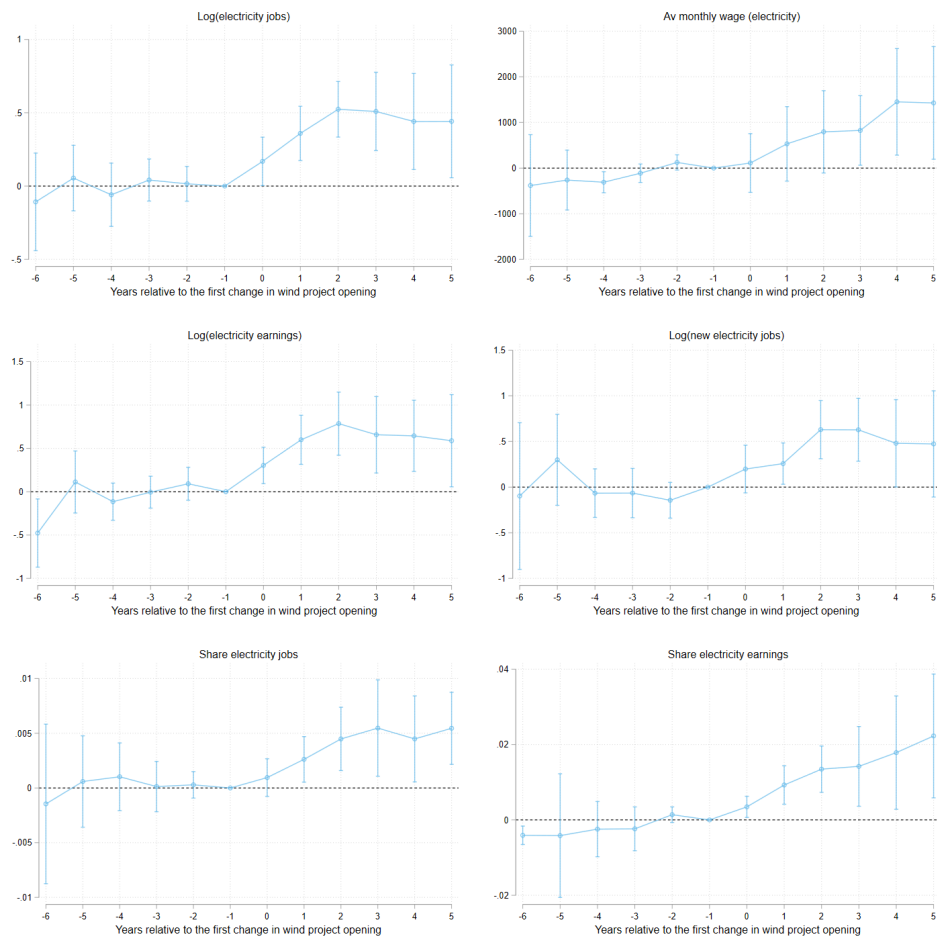 Log(electricity jobs)
1
.5
0
-.5
-6 -5 -4 -3 -2 -1 0 1 2 3 4 5
Years relative to the first change in wind project opening
Av monthly wage (electricity)
3000
2000
1000
0
-1000
-2000
-6 -5 -4 -3 -2 -1 0 1 2 3 4 5
Years relative to the first change in wind project opening
Log(electricity earnings)
1.5
1
.5
0
-.5
-1
-6 -5 -4 -3 -2 -1 0 1 2 3 4 5
Years relative to the first change in wind project opening
Log(new electricity jobs)
1.5
1
.5
0
-.5
-1
-6 -5 -4 -3 -2 -1 0 1 2 3 4 5
Years relative to the first change in wind project opening
Share electricity jobs
.01
.005
0
-.005
-.01
-6 -5 -4 -3 -2 -1 0 1 2 3 4 5
Years relative to the first change in wind project opening
Share electricity earnings
.04
.02
0
-.02
-6 -5 -4 -3 -2 -1 0 1 2 3 4 5
Years relative to the first change in wind project opening